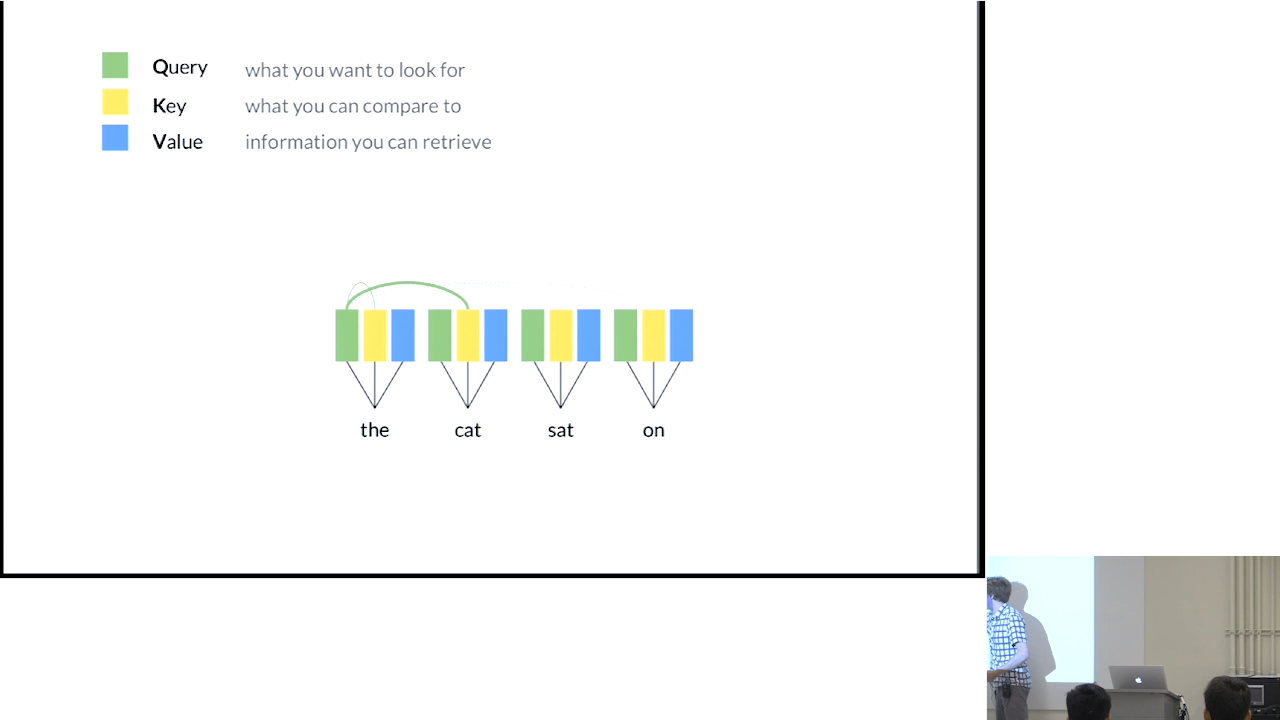 Query what you want to look for
Key what you can compare to
Value information you can retrieve
the cat sat on